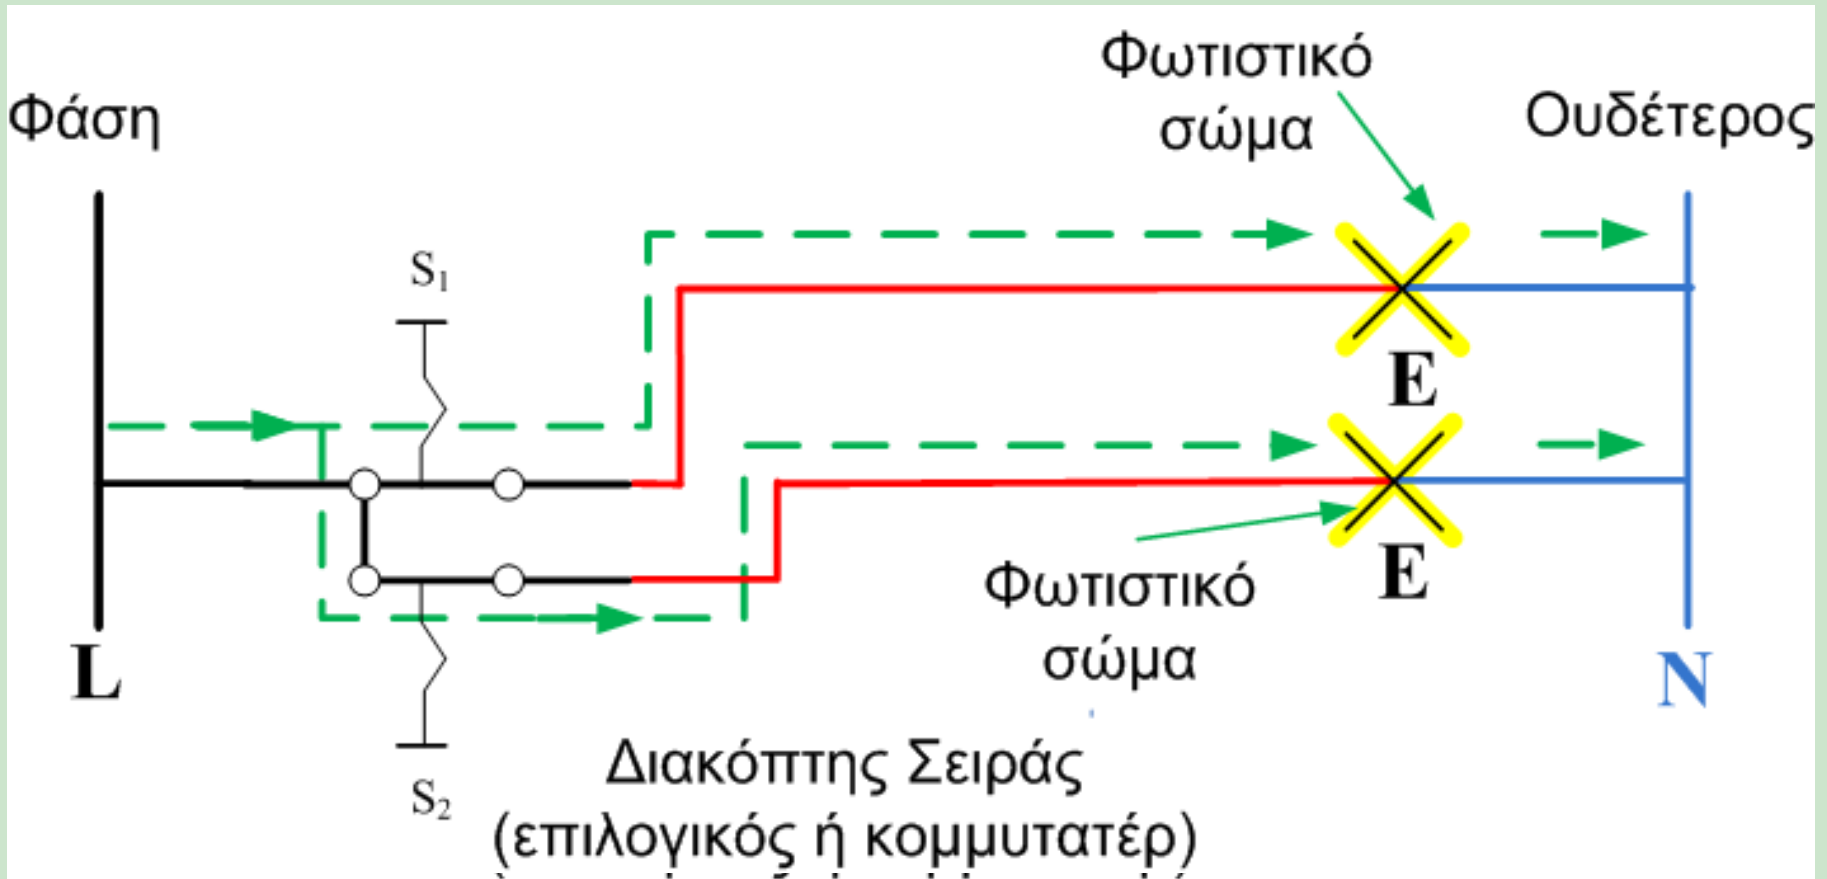 Φωτιστικό
σώμα
Φάση
Ουδέτερος
S₁
E
E
Φωτιστικό
σώμα
L
N
S₂
Διακόπτης Σειράς
(επιλογικός ή κομμυτατέρ)